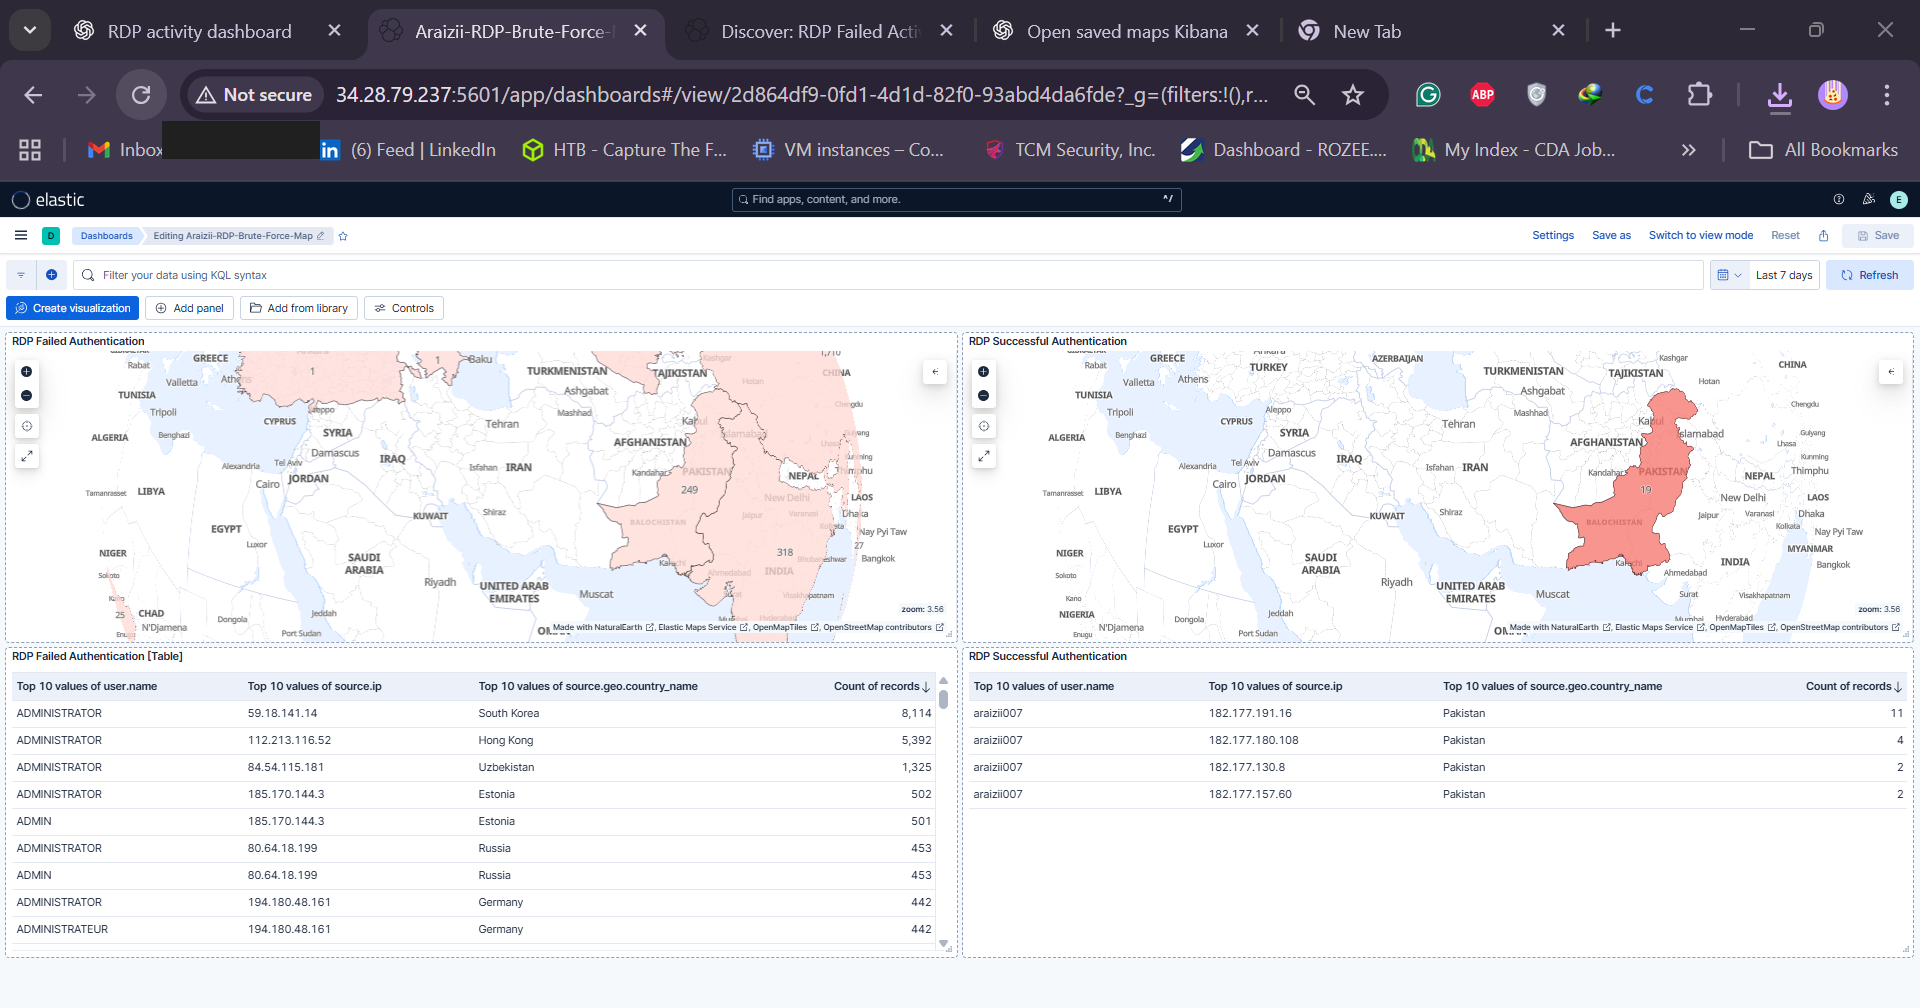 RDP activity dashboard
Araizii-RDP-Brute-Force-
Discover: RDP Failed Acti
Open saved maps Kibana
New Tab
Not secure
34.28.79.237:5601/app/dashboards#/view/2d864df9-0fd1-4d1d-82f0-93abd4da6fde?_g=(filters:!(),r...
ABP
Inbox
(6) Feed | LinkedIn
HTB - Capture The F...
VM instances – Co...
TCM Security, Inc.
Dashboard - ROZEE....
My Index - CDA Job...
All Bookmarks
elastic
Find apps, content, and more.
^/
E
D
Dashboards
Editing Araizii-RDP-Brute-Force-Map
Settings
Save as
Switch to view mode
Reset
Save
Filter your data using KQL syntax
Last 7 days
Refresh
Create visualization
Add panel
Add from library
Controls
RDP Failed Authentication
Rabat
GREECE
Valletta
Athens
1
1
Baku
TURKMENISTAN
Ashgabat
Mashhad
TAJIKISTAN
Kashgar
Hotan
1,710
CHINA
Chengdu
TUNISIA
Tripoli
Benghazi
ALGERIA
CYPRUS
Aleppo
SYRIA
Damascus
Tehran
Kabul
Islamabad
AFGHANISTAN
Lhasa
IRAQ
Tel Aviv
JORDAN
Alexandria
Cairo
Isfahan
IRAN
Kandahar
PAKISTAN
249
NEPAL
Kunming
Thimphu
Tamanrasset
LIBYA
New Delhi
LAOS
KUWAIT
Shiraz
BALOCHISTAN
Jaipur
Varanasi
Kolkata
Dhaka
EGYPT
Luxor
Nay Pyi Taw
27
Bangkok
NIGER
Sokoto
SAUDI
ARABIA
Riyadh
UNITED ARAB
EMIRATES
Muscat
Karachi
318
INDIA
Bhubaneshwar
Ahmedabad
Surat
Visakhapatnam
Kano
25
CHAD
N'Djamena
Dongola
Jeddah
Port Sudan
Hyderabad
zoom: 3.56
Made with NaturalEarth, Elastic Maps Service, OpenMapTiles, OpenStreetMap contributors
RDP Successful Authentication
Rabat
GREECE
Valletta
Athens
Ankara
TURKEY
AZERBAIJAN
TURKMENISTAN
Ashgabat
Mashhad
TAJIKISTAN
Kashgar
Hotan
CHINA
Chengdu
TUNISIA
Tripoli
Benghazi
ALGERIA
CYPRUS
Aleppo
SYRIA
Damascus
Tehran
Kabul
Islamabad
AFGHANISTAN
Guiyang
Lhasa
Kunming
IRAQ
Tel Aviv
JORDAN
Alexandria
Cairo
Isfahan
IRAN
Kandahar
PAKISTAN
19
NEPAL
Thimphu
Tamanrasset
LIBYA
New Delhi
LAOS
KUWAIT
Shiraz
BALOCHISTAN
Jaipur
Varanasi
Kolkata
Dhaka
EGYPT
Luxor
Nay Pyi Taw
MYANMAR
Bangkok
NIGER
Sokoto
SAUDI
ARABIA
Riyadh
UNITED ARAB
EMIRATES
Muscat
Karachi
INDIA
Ahmedabad
Surat
Visakhapatnam
Kano
NIGERIA
Enugu
N'Djamena
Dongola
Jeddah
Port Sudan
Mumbai
Hyderabad
zoom: 3.56
Made with NaturalEarth, Elastic Maps Service, OpenMapTiles, OpenStreetMap contributors
RDP Failed Authentication [Table]
Top 10 values of user.name Top 10 values of source.ip Top 10 values of source.geo.country_name Count of records
ADMINISTRATOR 59.18.141.14 South Korea 8,114
ADMINISTRATOR 112.213.116.52 Hong Kong 5,392
ADMINISTRATOR 84.54.115.181 Uzbekistan 1,325
ADMINISTRATOR 185.170.144.3 Estonia 502
ADMIN 185.170.144.3 Estonia 501
ADMINISTRATOR 80.64.18.199 Russia 453
ADMIN 80.64.18.199 Russia 453
ADMINISTRATOR 194.180.48.161 Germany 442
ADMINISTRATEUR 194.180.48.161 Germany 442
RDP Successful Authentication
Top 10 values of user.name Top 10 values of source.ip Top 10 values of source.geo.country_name Count of records
araizii007 182.177.191.16 Pakistan 11
araizii007 182.177.180.108 Pakistan 4
araizii007 182.177.130.8 Pakistan 2
araizii007 182.177.157.60 Pakistan 2